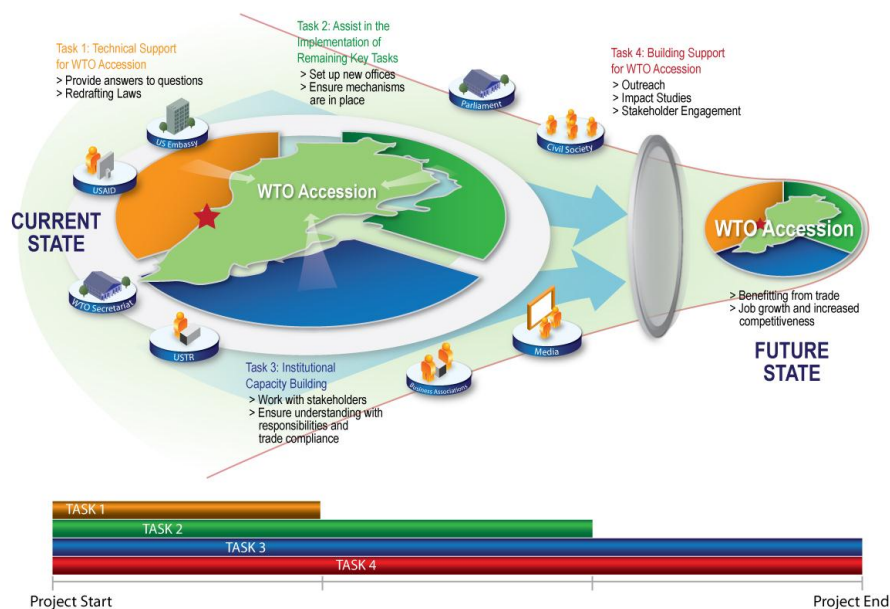 Task 1: Technical Support
for WTO Accession
> Provide answers to questions
> Redrafting Laws
Task 2: Assist in the
Implementation of
Remaining Key Tasks
> Set up new offices
> Ensure mechanisms
are in place
Task 4: Building Support
for WTO Accession
> Outreach
> Impact Studies
> Stakeholder Engagement
Parliament
Civil Society
US Embassy
USAID
WTO Accession
CURRENT
STATE
WTO Secretariat
USTR
WTO Accession
> Benefitting from trade
> Job growth and increased
competitiveness
FUTURE
STATE
Media
Business Associations
Task 3: Institutional
Capacity Building
> Work with stakeholders
> Ensure understanding with
responsibilities and
trade compliance
TASK 1
TASK 2
TASK 3
TASK 4
Project Start
Project End